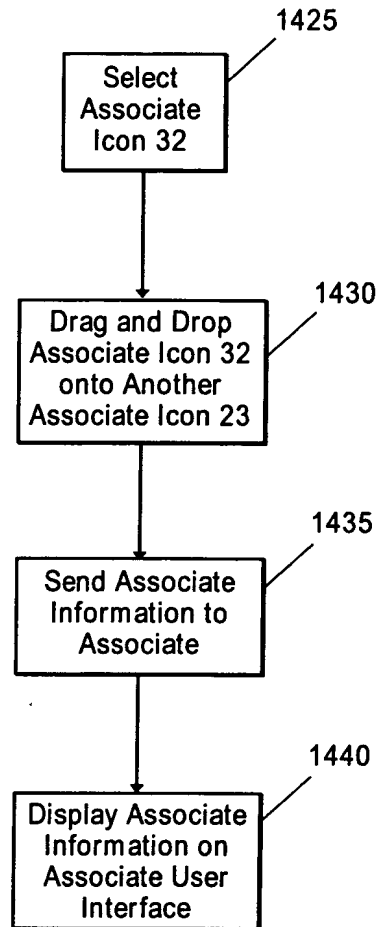 1425
Select
Associate
Icon 32
1430
Drag and Drop
Associate Icon 32
onto Another
Associate Icon 23
1435
Send Associate
Information to
Associate
1440
Display Associate
Information on
Associate User
Interface